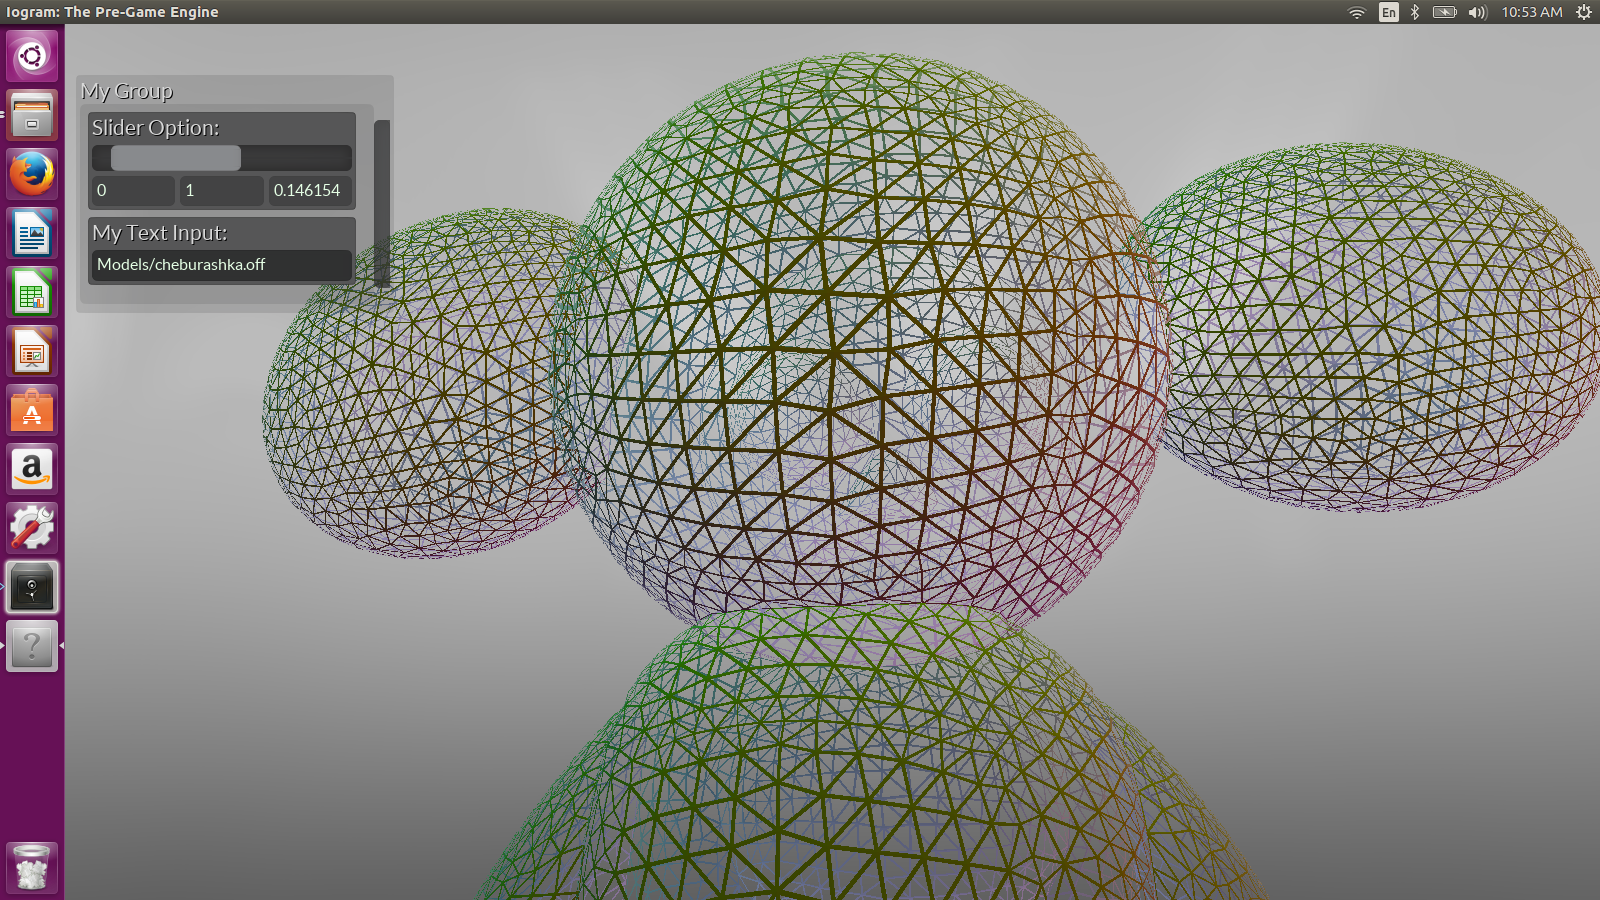 Iogram: The Pre-Game Engine
En
10:53 AM
My Group
Slider Option:
0 1 0.146154
My Text Input:
Models/cheburashka.off